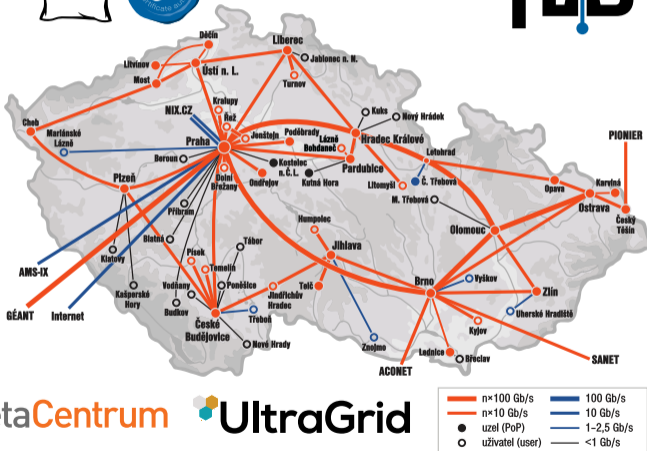 certificate au
Děčín
Litvínov
Ústí n. L.
Most
Liberec
Jablonec n. N.
Turnov
Cheb
Mariánské
Lázně
NIX.CZ
Kralupy
Řež
Praha
Jenštejn
Poděbrady
Lázně
Bohdaneč
Kuks
Nový Hrádek
Hradec Králové
PIONIER
Beroun
Kostelec
n. Č. L.
Kutná Hora
Pardubice
Letohrad
Dolní
Břežany
Ondřejov
Litomyšl
Č. Třebová
M. Třebová
Opava
Karviná
Ostrava
Český
Těšín
Plzeň
Příbram
Blatná
Klatovy
Humpolec
Jihlava
Olomouc
AMS-IX
Písek
Temelín
Tábor
Kašperské
Hory
Vodňany
Poněšice
Budkov
Telč
Jindřichův
Hradec
Brno
Vyškov
Zlín
Uherské Hradiště
GÉANT
Internet
České
Budějovice
Třeboň
Nové Hrady
Znojmo
Kyjov
Lednice
Břeclav
ACONET
SANET
etaCentrum
UltraGrid
n×100 Gb/s
100 Gb/s
n×10 Gb/s
10 Gb/s
uzel (PoP)
1–2,5 Gb/s
uživatel (user)
<1 Gb/s